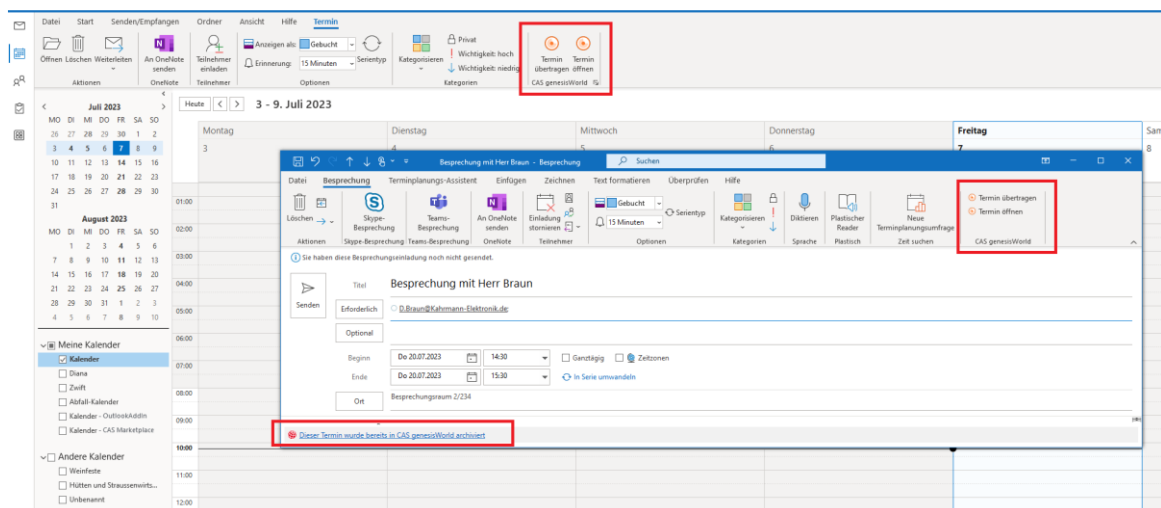 Datei Start Senden/Empfangen Ordner Ansicht Hilfe Termin
Öffnen Löschen Weiterleiten
An OneNote senden
Teilnehmer einladen
Anzeigen als: Gebucht
Erinnerung: 15 Minuten
Serientyp
Kategorisieren
Privat
Wichtigkeit: hoch
Wichtigkeit: niedrig
Termin übertragen
Termin öffnen
Aktionen OneNote Teilnehmer Optionen Kategorien CAS genesisWorld
Juli 2023
MO DI MI DO FR SA SO
26 27 28 29 30 1 2
3 4 5 6 7 8 9
10 11 12 13 14 15 16
17 18 19 20 21 22 23
24 25 26 27 28 29 30
31
August 2023
MO DI MI DO FR SA SO
1 2 3 4 5 6
7 8 9 10 11 12 13
14 15 16 17 18 19 20
21 22 23 24 25 26 27
28 29 30 31 1 2 3
4 5 6 7 8 9 10
Meine Kalender
Kalender
Diana
Zwift
Abfall-Kalender
Kalender - OutlookAddIn
Kalender - CAS Marketplace
Andere Kalender
Weinfeste
Hütten und Straussenwirts...
Unbenannt
Heute 3 - 9. Juli 2023
Montag Dienstag Mittwoch Donnerstag Freitag Sam
3 4 5 6 7 8
01:00
02:00
03:00
04:00
05:00
06:00
07:00
08:00
09:00
10:00
11:00
12:00
Besprechung mit Herr Braun - Besprechung
Suchen
Datei Besprechung Terminplanungs-Assistent Einfügen Zeichnen Text formatieren Überprüfen Hilfe
Löschen
Skype-Besprechung
Teams-Besprechung
An OneNote senden
Einladung stornieren
Gebucht
15 Minuten
Serientyp
Kategorisieren
Diktieren
Plastischer Reader
Neue Terminplanungsumfrage
Termin übertragen
Termin öffnen
Aktionen Skype-Besprechung Teams-Besprechung OneNote Teilnehmer Optionen Kategorien Sprache Plastisch Zeit suchen CAS genesisWorld
Sie haben diese Besprechungseinladung noch nicht gesendet.
Senden
Titel Besprechung mit Herr Braun
Erforderlich D.Braun@Kahrmann-Elektronik.de;
Optional
Beginn Do 20.07.2023 14:30 Ganztägig Zeitzonen
Ende Do 20.07.2023 15:30 In Serie umwandeln
Ort Besprechungsraum 2/234
Dieser Termin wurde bereits in CAS genesisWorld archiviert